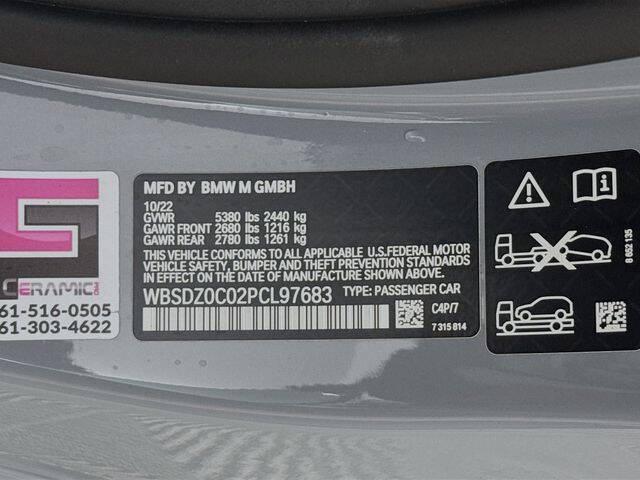 CERAMIC PRO
61-516-0505
61-303-4622
MFD BY BMW M GMBH
10/22
GVWR 5380 lbs 2440 kg
GAWR FRONT 2680 lbs 1216 kg
GAWR REAR 2780 lbs 1261 kg
THIS VEHICLE CONFORMS TO ALL APPLICABLE U.S.FEDERAL MOTOR
VEHICLE SAFETY, BUMPER, AND THEFT PREVENTION STANDARDS
IN EFFECT ON THE DATE OF MANUFACTURE SHOWN ABOVE.
WBSDZ0C02PCL97683 TYPE: PASSENGER CAR
C4P/7
7 315 814
8 652 135